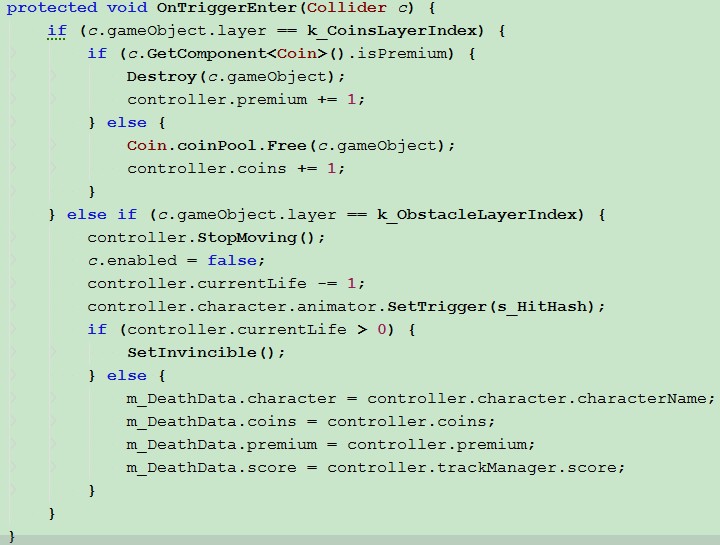 protected void OnTriggerEnter(Collider c) {
    if (c.gameObject.layer == k_CoinsLayerIndex) {
        if (c.GetComponent<Coin>().isPremium) {
            Destroy(c.gameObject);
            controller.premium += 1;
        } else {
            Coin.coinPool.Free(c.gameObject);
            controller.coins += 1;
        }
    } else if (c.gameObject.layer == k_ObstacleLayerIndex) {
        controller.StopMoving();
        c.enabled = false;
        controller.currentLife -= 1;
        controller.character.animator.SetTrigger(s_HitHash);
        if (controller.currentLife > 0) {
            SetInvincible();
        } else {
            m_DeathData.character = controller.character.characterName;
            m_DeathData.coins = controller.coins;
            m_DeathData.premium = controller.premium;
            m_DeathData.score = controller.trackManager.score;
        }
    }
}